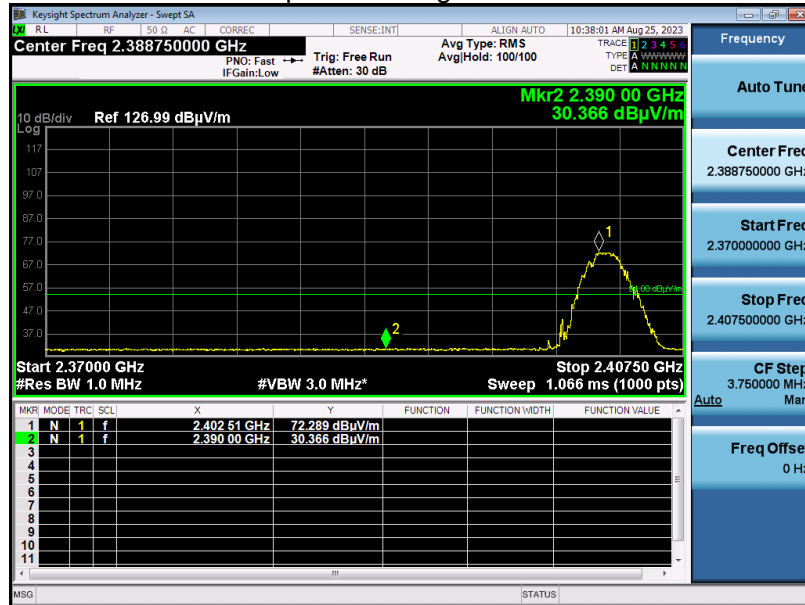 Keysight Spectrum Analyzer - Swept SA
RL RF 50 Ω AC CORREC SENSE:INT ALIGN AUTO 10:38:01 AM Aug 25, 2023
Center Freq 2.388750000 GHz
PNO: Fast
IFGain:Low
Trig: Free Run
#Atten: 30 dB
Avg Type: RMS
Avg|Hold: 100/100
TRACE 1 2 3 4 5 6
TYPE A WWWWW
DET A N N N N N
Mkr2 2.390 00 GHz
30.366 dBµV/m
10 dB/div Ref 126.99 dBµV/m
Log
117
107
97.0
87.0
77.0
67.0
57.0
47.0
37.0
1
2
Start 2.37000 GHz Stop 2.40750 GHz
#Res BW 1.0 MHz #VBW 3.0 MHz* Sweep 1.066 ms (1000 pts)
MKR MODE TRC SCL X Y FUNCTION FUNCTION WIDTH FUNCTION VALUE
1 N 1 f 2.402 51 GHz 72.289 dBµV/m
2 N 1 f 2.390 00 GHz 30.366 dBµV/m
3
4
5
6
7
8
9
10
11
MSG STATUS
Frequency
Auto Tune
Center Freq
2.388750000 GHz
Start Freq
2.370000000 GHz
Stop Freq
2.407500000 GHz
CF Step
3.750000 MHz
Auto Man
Freq Offset
0 Hz